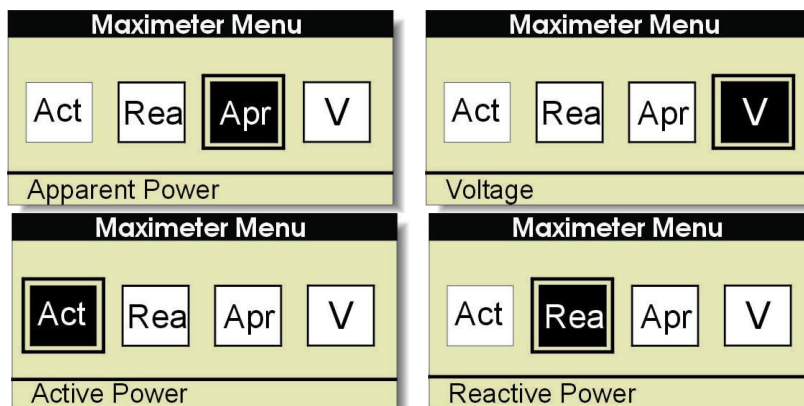 Maximeter Menu
Act Rea Apr V
Apparent Power
Maximeter Menu
Act Rea Apr V
Voltage
Maximeter Menu
Act Rea Apr V
Active Power
Maximeter Menu
Act Rea Apr V
Reactive Power